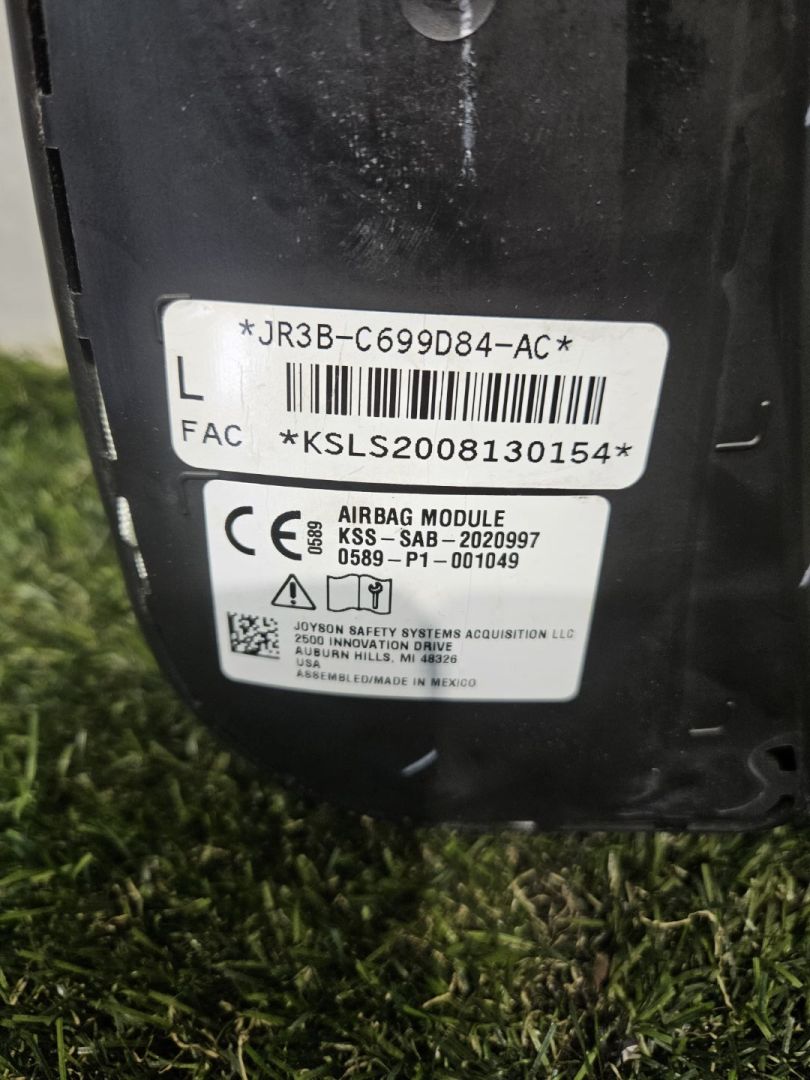 *JR3B-C699D84-AC*
L
FAC *KSLS2008130154*
CE 0589
AIRBAG MODULE
KSS-SAB-2020997
0589-P1-001049
JOYSON SAFETY SYSTEMS ACQUISITION LLC
2500 INNOVATION DRIVE
AUBURN HILLS, MI 48326
USA
ASSEMBLED/MADE IN MEXICO